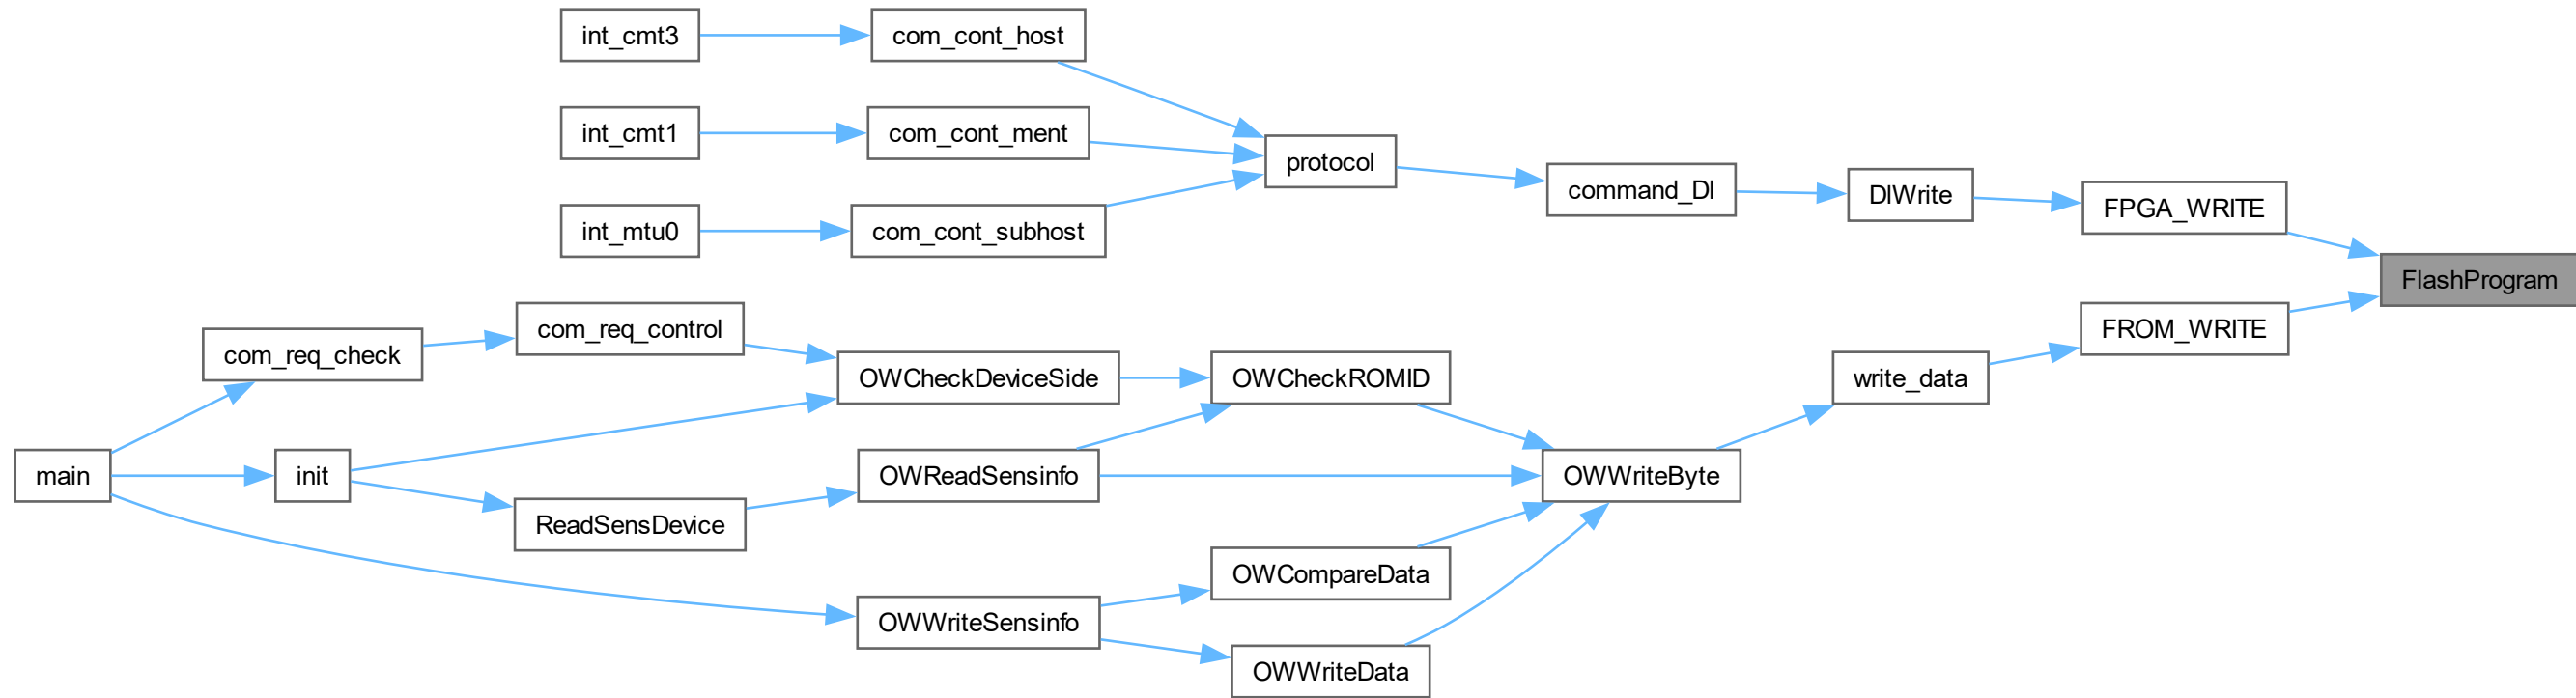 int_cmt3
com_cont_host
int_cmt1
com_cont_ment
protocol
command_DI
DIWrite
FPGA_WRITE
int_mtu0
com_cont_subhost
FlashProgram
com_req_check
com_req_control
FROM_WRITE
OWCheckDeviceSide
OWCheckROMID
write_data
main
init
OWReadSensinfo
OWWriteByte
ReadSensDevice
OWCompareData
OWWriteSensinfo
OWWriteData